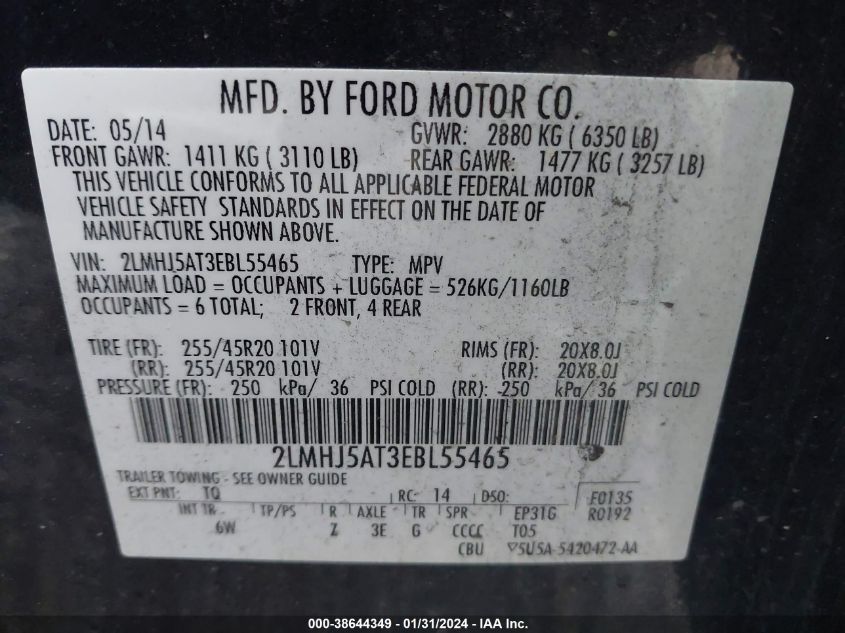 MFD. BY FORD MOTOR CO.
DATE: 05/14 GVWR: 2880 KG ( 6350 LB)
FRONT GAWR: 1411 KG ( 3110 LB) REAR GAWR: 1477 KG ( 3257 LB)
THIS VEHICLE CONFORMS TO ALL APPLICABLE FEDERAL MOTOR
VEHICLE SAFETY STANDARDS IN EFFECT ON THE DATE OF
MANUFACTURE SHOWN ABOVE.
VIN: 2LMHJ5AT3EBL55465 TYPE: MPV
MAXIMUM LOAD = OCCUPANTS + LUGGAGE = 526KG/1160LB
OCCUPANTS = 6 TOTAL; 2 FRONT, 4 REAR
TIRE (FR): 255/45R20 101V RIMS (FR): 20X8.0J
(RR): 255/45R20 101V (RR): 20X8.0J
PRESSURE (FR): 250 kPa/ 36 PSI COLD (RR): 250 kPa/ 36 PSI COLD
2LMHJ5AT3EBL55465
TRAILER TOWING - SEE OWNER GUIDE
EXT PNT: TQ RC: 14 DSO: F0135
INT TR TP/PS R AXLE TR SPR EP31G R0192
6W Z 3E G CCCC T05
CBU 5U5A-5420472-AA
000-38644349 - 01/31/2024 - IAA Inc.